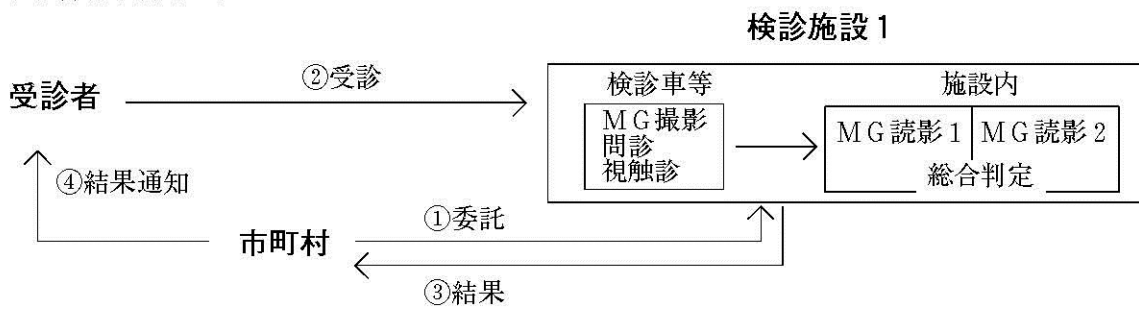 検診施設1
受診者
②受診
検診車等
MG撮影
問診
視触診
施設内
MG読影1
MG読影2
総合判定
④結果通知
①委託
市町村
③結果